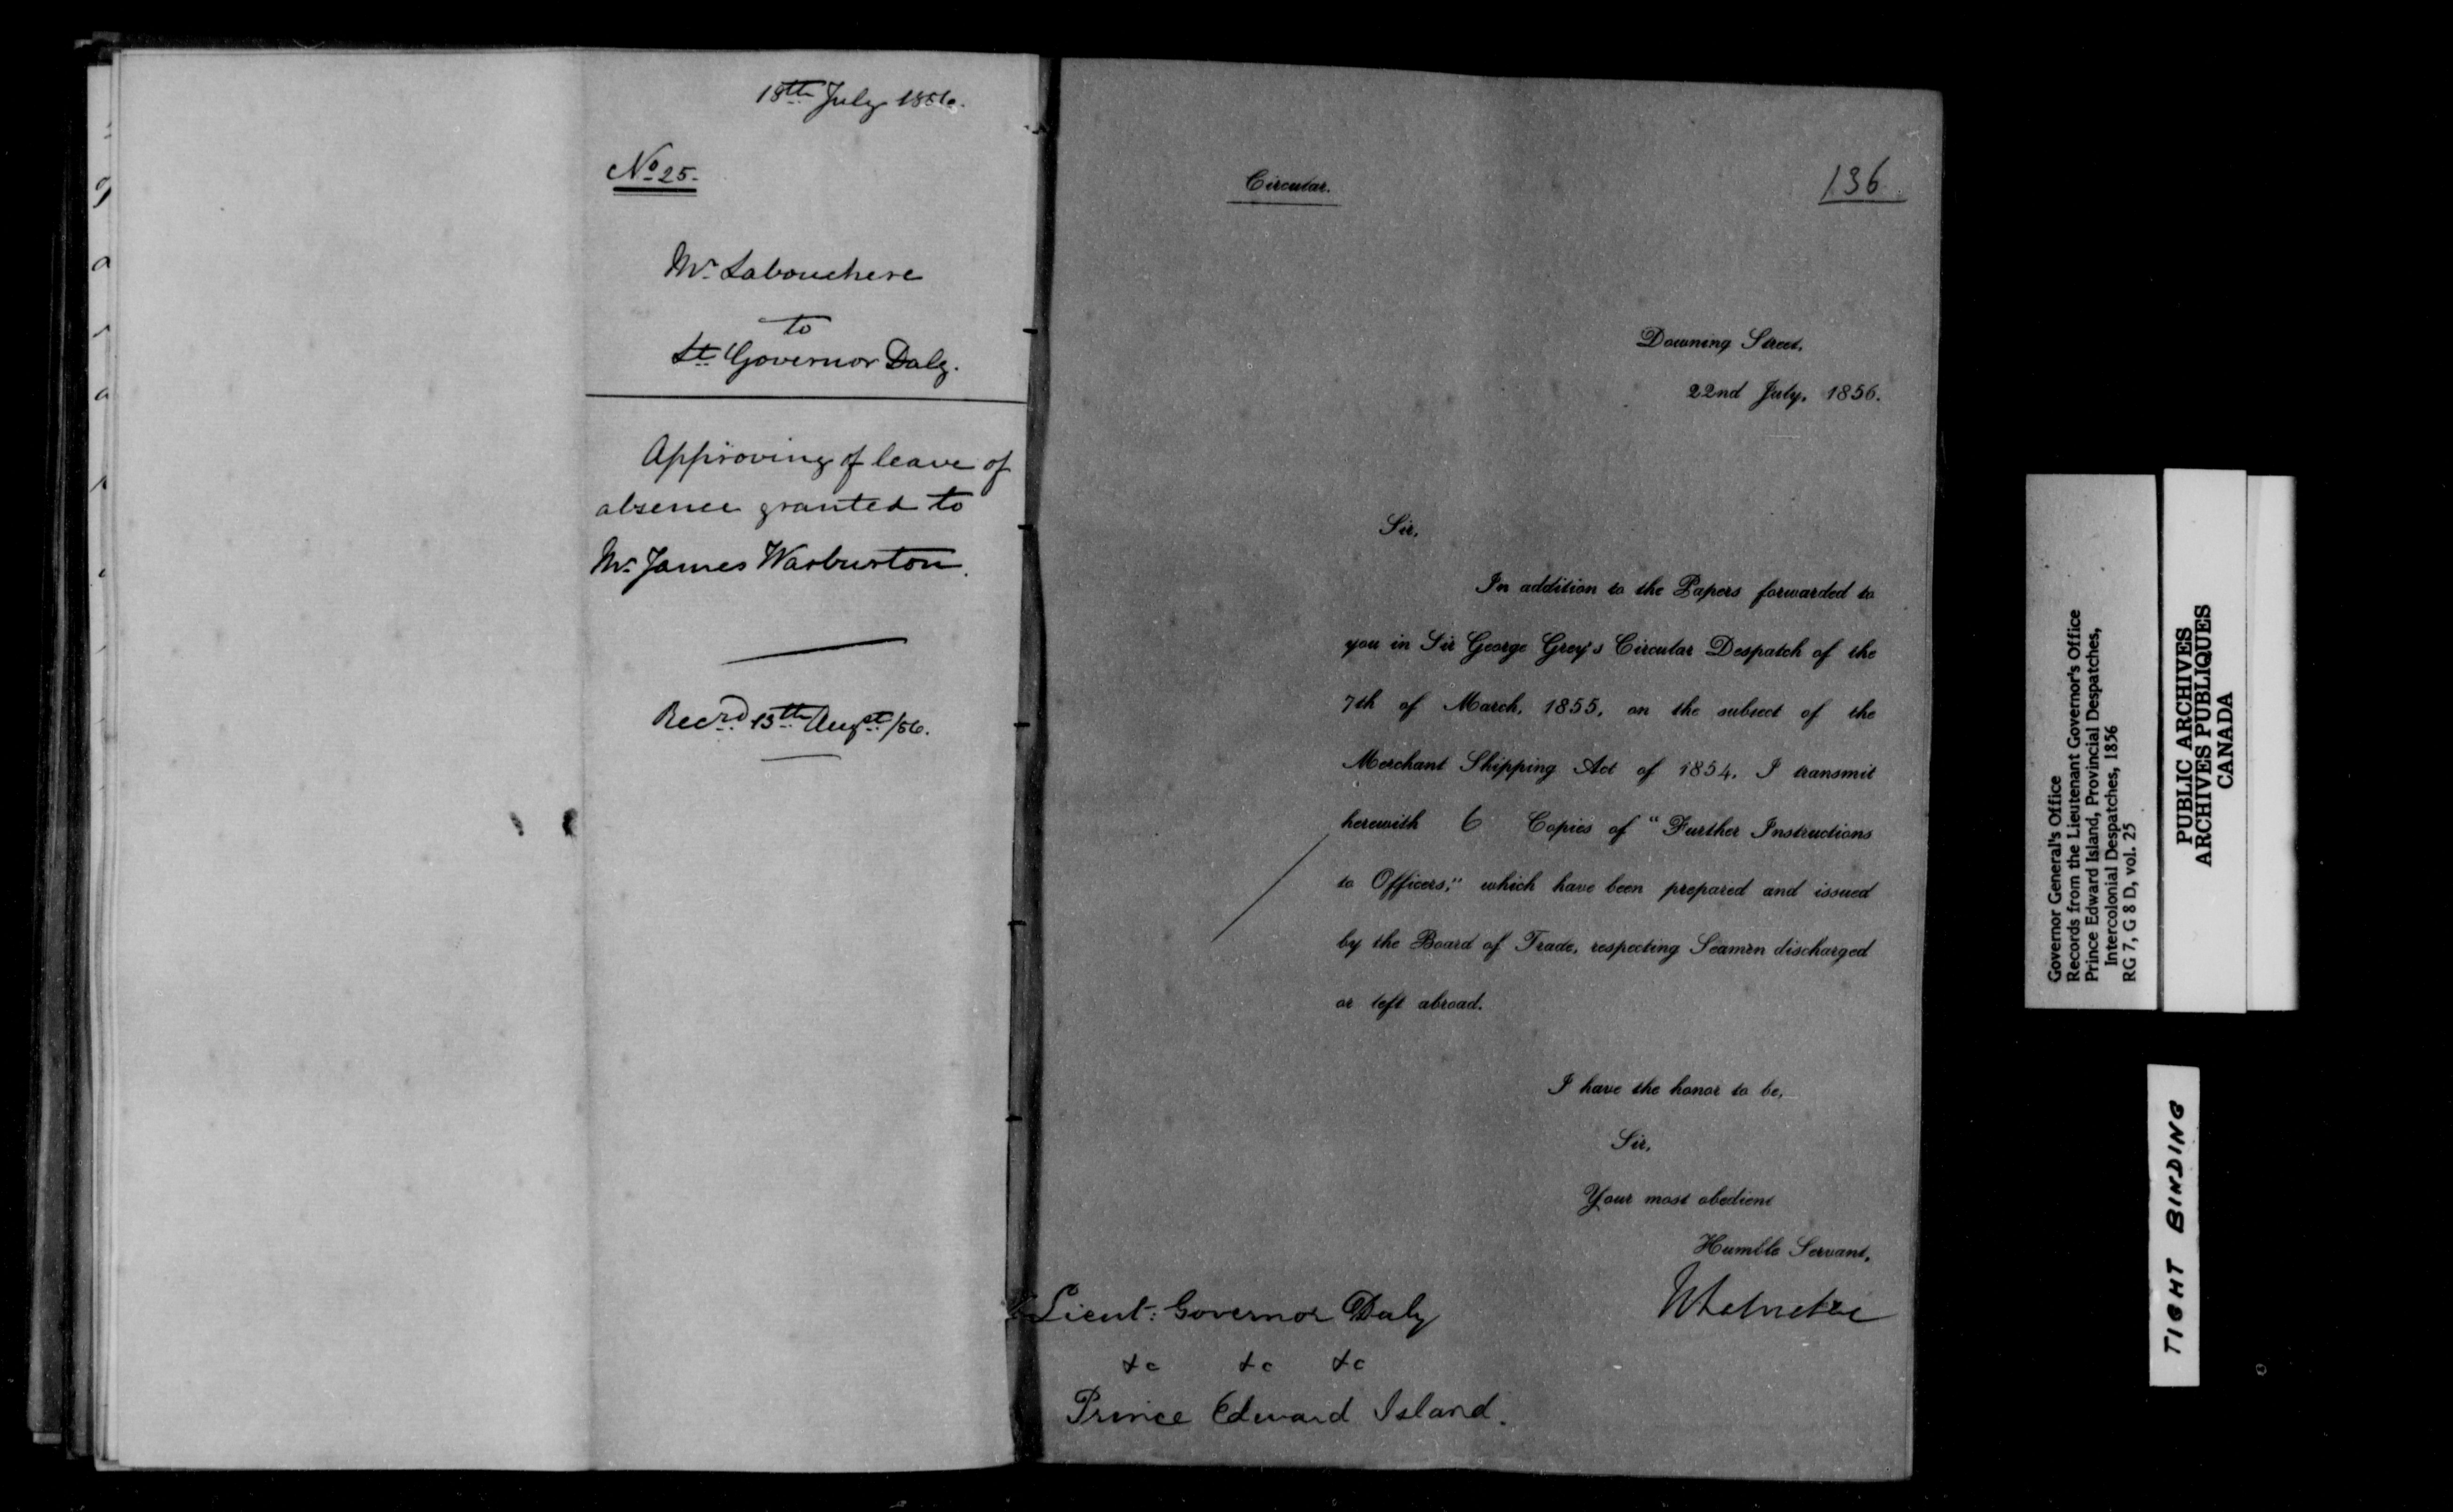 18th July 1856.
No 25.
Mr Labouchere
to
Lt Governor Daly.
Approving of leave of
absence granted to
Mr James Warburton.
Recd 13th Augst /56.
Circular.
136.
Downing Street,
22nd July, 1856.
Sir,
In addition to the Papers forwarded to
you in Sir George Grey's Circular Despatch of the
7th of March, 1855, on the subject of the
Merchant Shipping Act of 1854, I transmit
herewith 6 Copies of "Further Instructions
to Officers," which have been prepared and issued
by the Board of Trade, respecting Seamen discharged
or left abroad.
I have the honor to be,
Sir,
Your most obedient
Humble Servant,
Lieut: Governor Daly
&c &c &c
Prince Edward Island.
Governor General's Office
Records from the Lieutenant Governor's Office
Prince Edward Island, Provincial Despatches,
Intercolonial Despatches, 1856
RG 7, G 8 D, vol. 25
PUBLIC ARCHIVES
ARCHIVES PUBLIQUES
CANADA
TIGHT BINDING